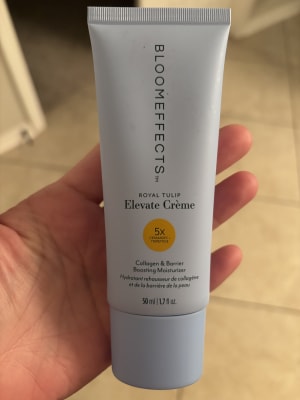 BLOOMEFFECTS™
ROYAL TULIP
Elevate Crème
5X
Collagen & Barrier
Boosting Moisturizer
Hydratant rehausseur de collagène
et de la barrière de la peau
50 ml | 1.7 fl oz.